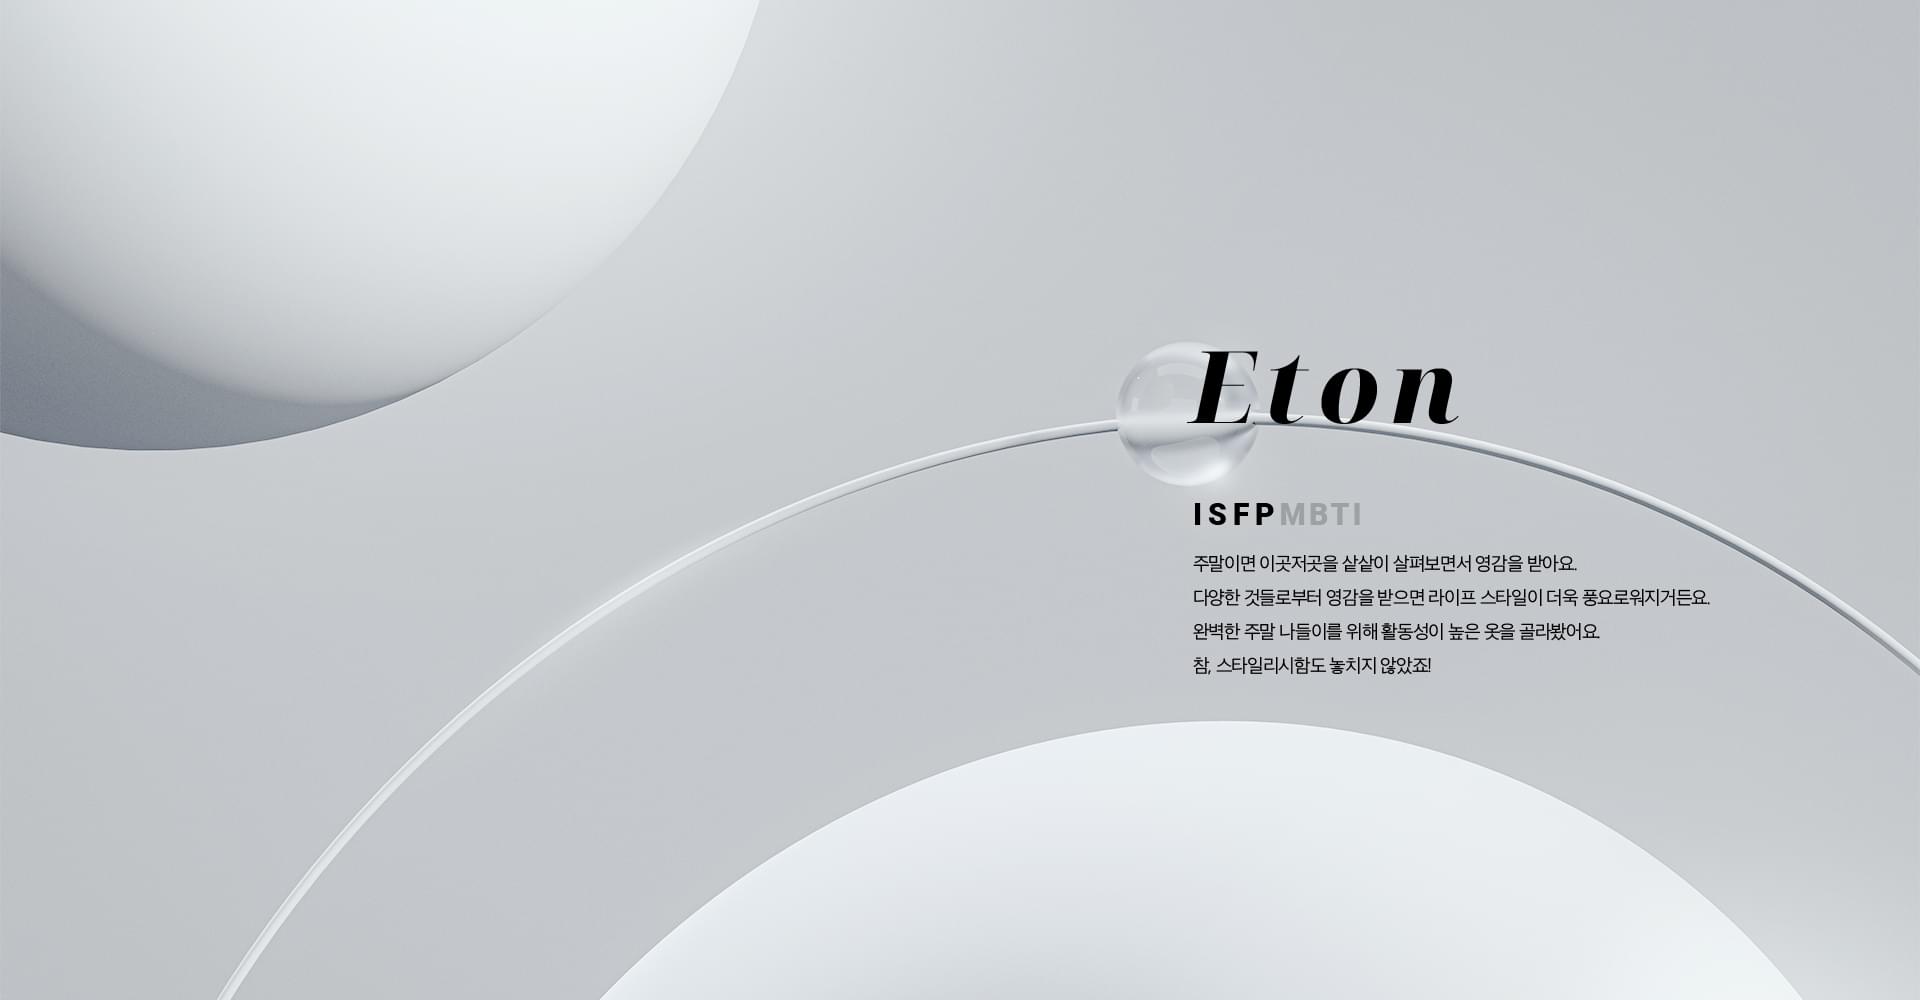 Eton
ISFPMBTI
주말이면 이곳저곳을 샅샅이 살펴보면서 영감을 받아요.
다양한 것들로부터 영감을 받으면 라이프 스타일이 더욱 풍요로워지거든요.
완벽한 주말 나들이를 위해 활동성이 높은 옷을 골라봤어요.
참, 스타일리시함도 놓치지 않았죠!